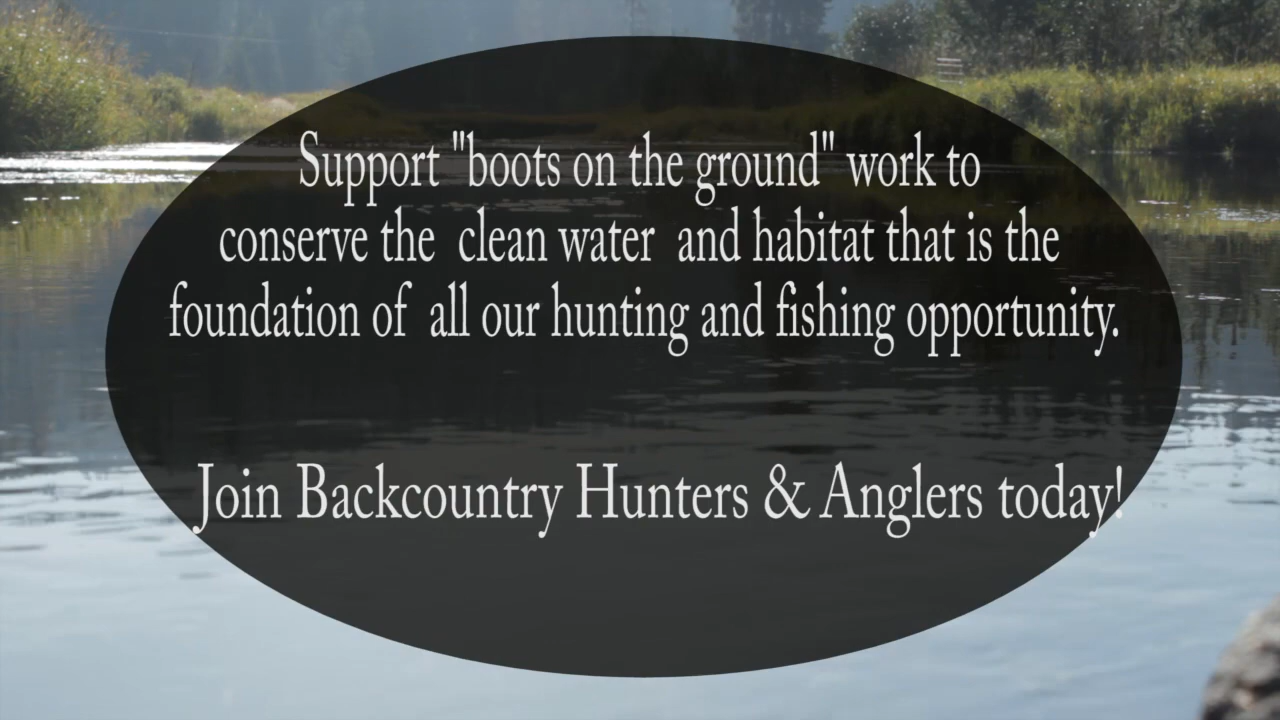 Support "boots on the ground" work to
conserve the clean water and habitat that is the
foundation of all our hunting and fishing opportunity.
Join Backcountry Hunters & Anglers today!